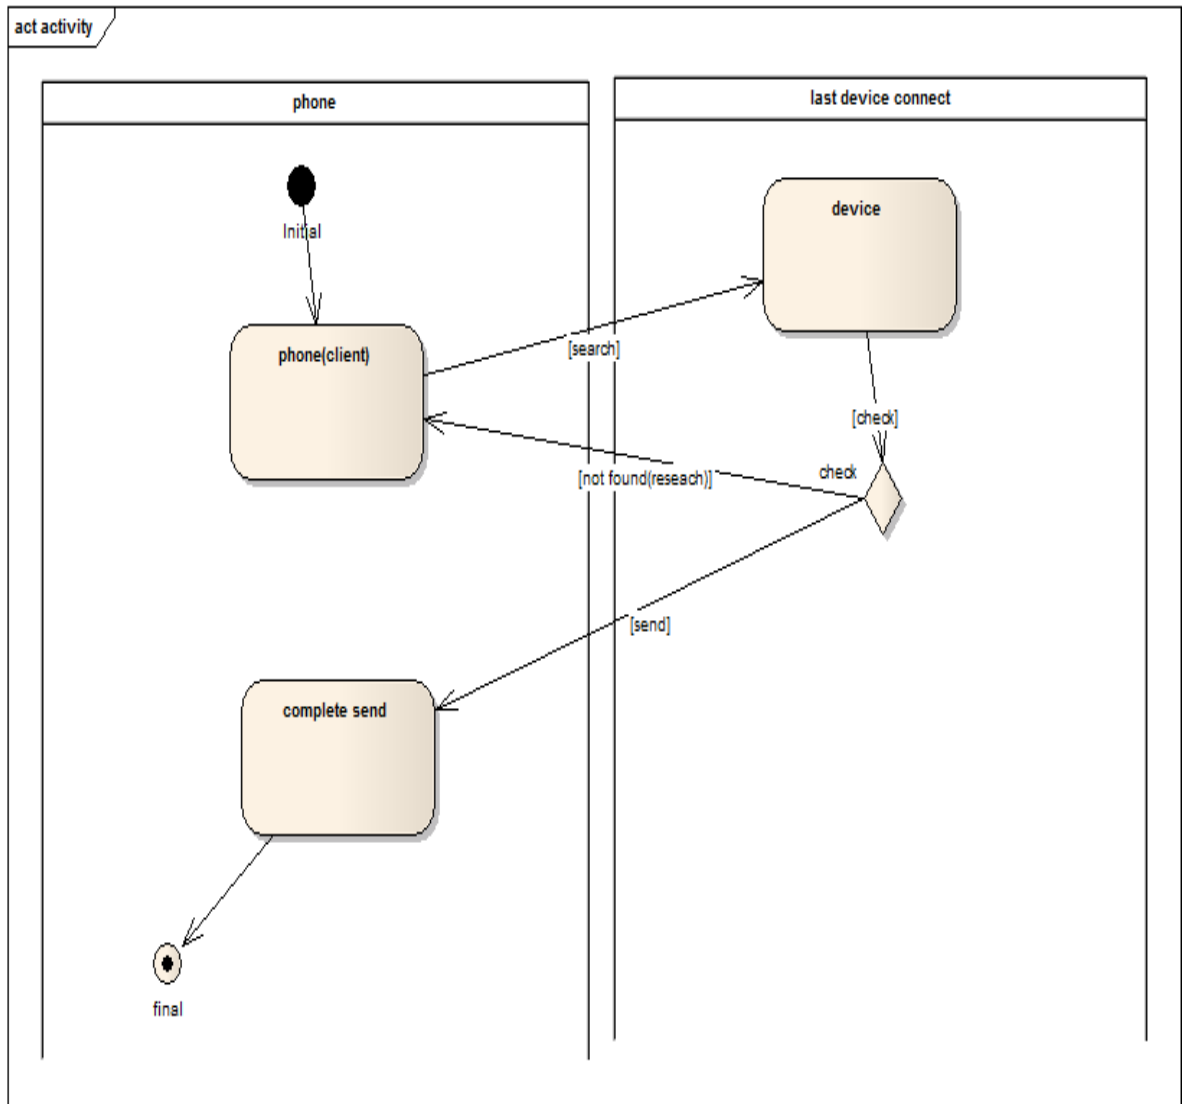 act activity
phone
last device connect
Initial
device
phone(client)
[search]
[check]
check
[not found(reseach)]
[send]
complete send
final